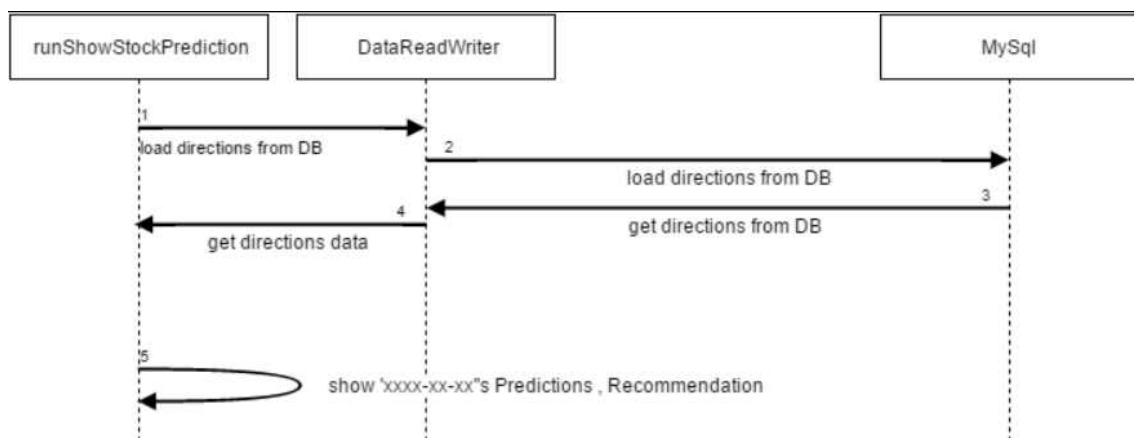 runShowStockPrediction
DataReadWriter
MySql
1
load directions from DB
2
load directions from DB
3
get directions from DB
4
get directions data
5
show 'xxxx-xx-xx''s Predictions , Recommendation